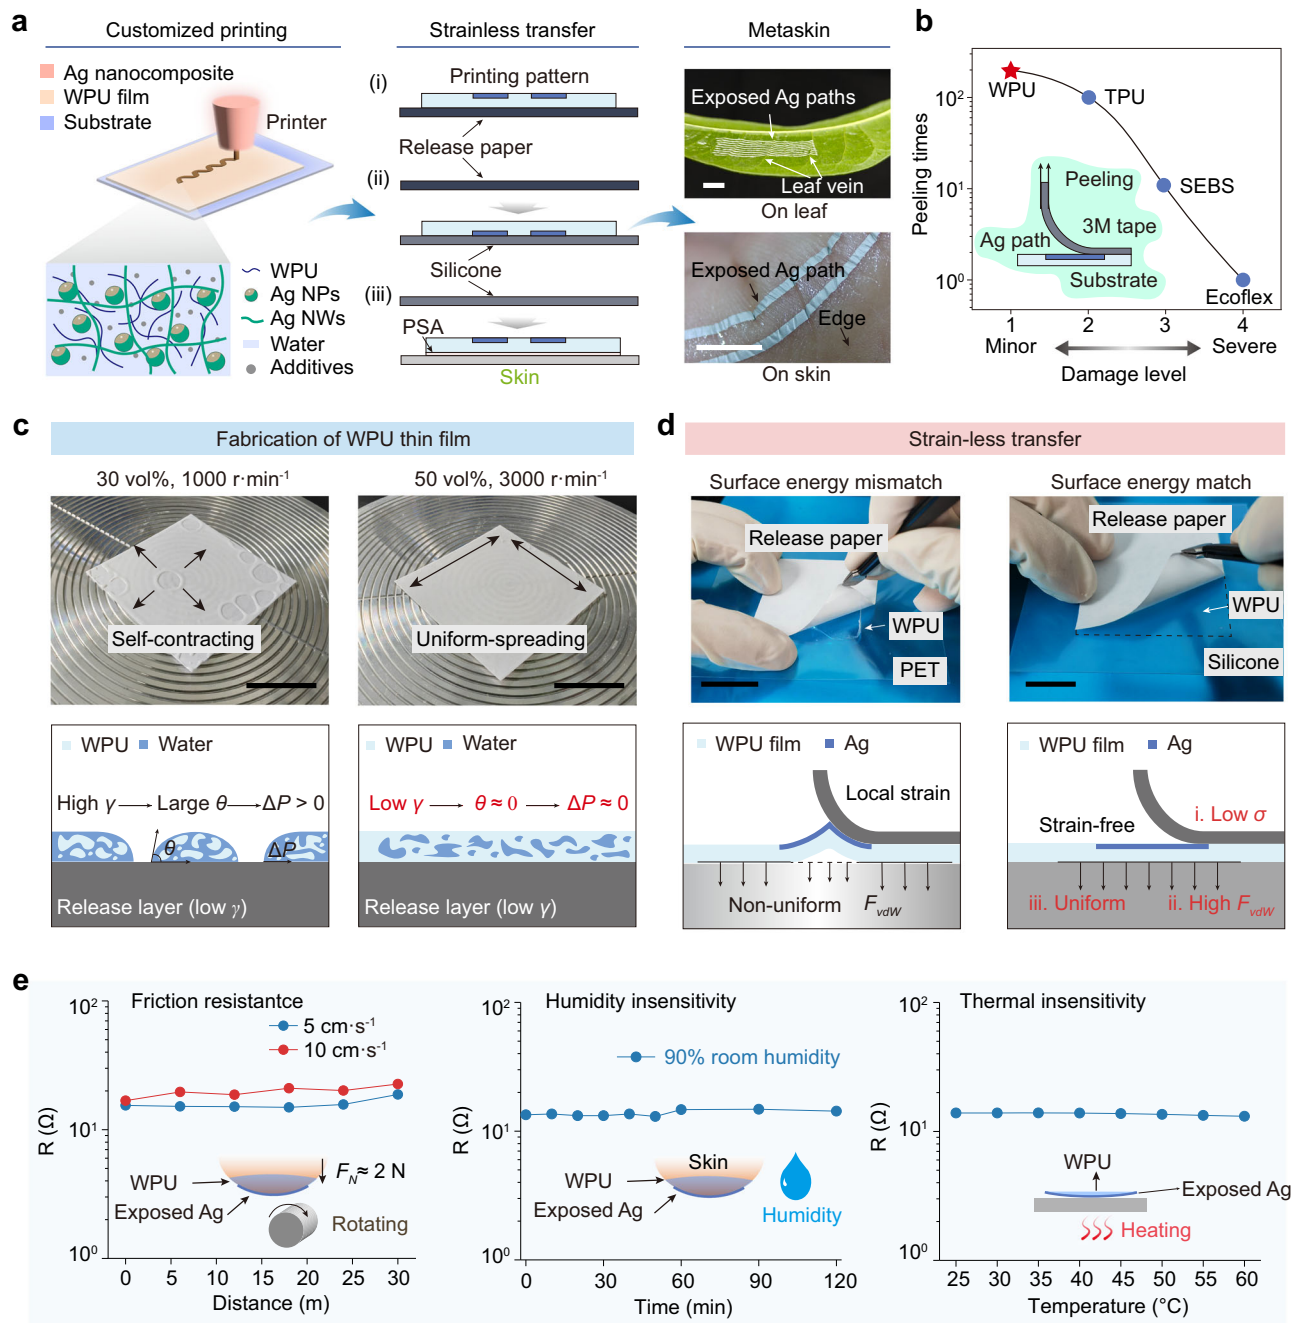 a
Customized printing
Strainless transfer
Metaskin
Ag nanocomposite
WPU film
Substrate
Printer
WPU
Ag NPs
Ag NWs
Water
Additives
(i)
Printing pattern
Release paper
(ii)
Silicone
(iii)
PSA
Skin
Exposed Ag paths
Leaf vein
On leaf
Exposed Ag path
Edge
On skin
b
Peeling times
10²
10¹
10⁰
WPU
TPU
SEBS
Ecoflex
Peeling
3M tape
Ag path
Substrate
1 2 3 4
Minor Severe
Damage level
c
Fabrication of WPU thin film
30 vol%, 1000 r·min⁻¹
50 vol%, 3000 r·min⁻¹
Self-contracting
Uniform-spreading
WPU Water
High γ Large θ ΔP > 0
θ
ΔP
Release layer (low γ)
WPU Water
Low γ θ ≈ 0 ΔP ≈ 0
Release layer (low γ)
d
Strain-less transfer
Surface energy mismatch
Surface energy match
Release paper
WPU
PET
Release paper
WPU
Silicone
WPU film Ag
Local strain
Non-uniform FvdW
WPU film Ag
Strain-free
i. Low σ
iii. Uniform
ii. High FvdW
e
Friction resistantce
5 cm·s⁻¹
10 cm·s⁻¹
R (Ω)
10²
10¹
10⁰
WPU
Exposed Ag
FN ≈ 2 N
Rotating
0 5 10 15 20 25 30
Distance (m)
Humidity insensitivity
90% room humidity
R (Ω)
10²
10¹
10⁰
Skin
WPU
Exposed Ag
Humidity
0 30 60 90 120
Time (min)
Thermal insensitivity
R (Ω)
10²
10¹
10⁰
WPU
Exposed Ag
Heating
25 30 35 40 45 50 55 60
Temperature (°C)